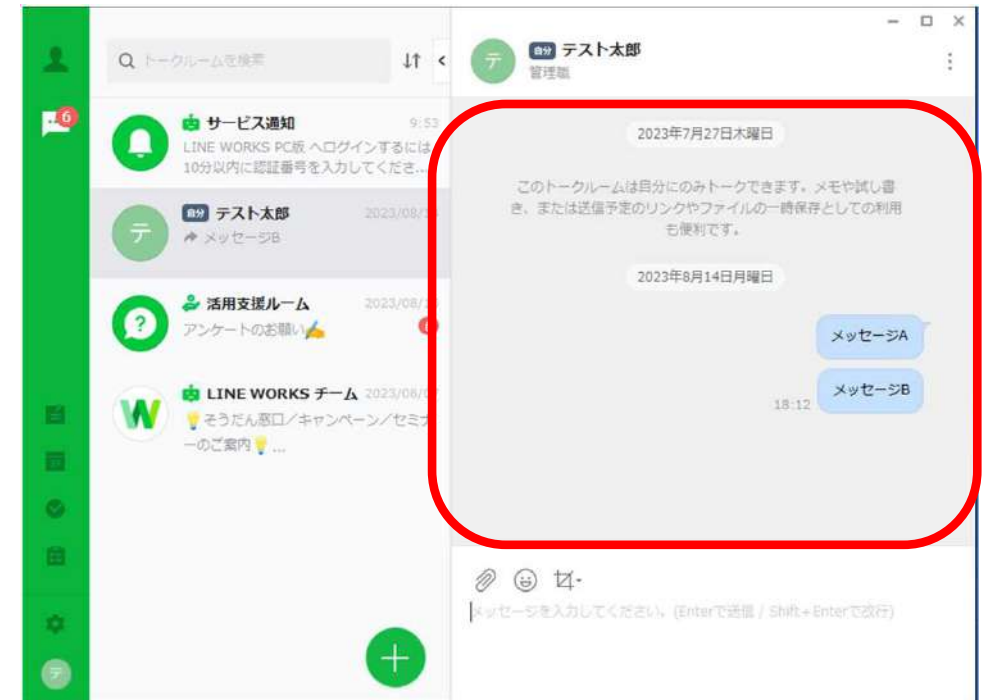 トークルームを検索
6
サービス通知
9:53
LINE WORKS PC版 へログインするには
10分以内に認証番号を入力してくださ...
テ
自分 テスト太郎
2023/08/
メッセージB
活用支援ルーム
2023/08/
アンケートのお願い✍
LINE WORKS チーム
2023/08/
💡そうだん窓口／キャンペーン／セミナ
ーのご案内💡...
テ
テ
自分 テスト太郎
管理職
2023年7月27日木曜日
このトークルームは自分にのみトークできます。メモや試し書
き、または送信予定のリンクやファイルの一時保存としての利用
も便利です。
2023年8月14日月曜日
メッセージA
メッセージB
18:12
メッセージを入力してください。(Enterで送信 / Shift+Enterで改行)